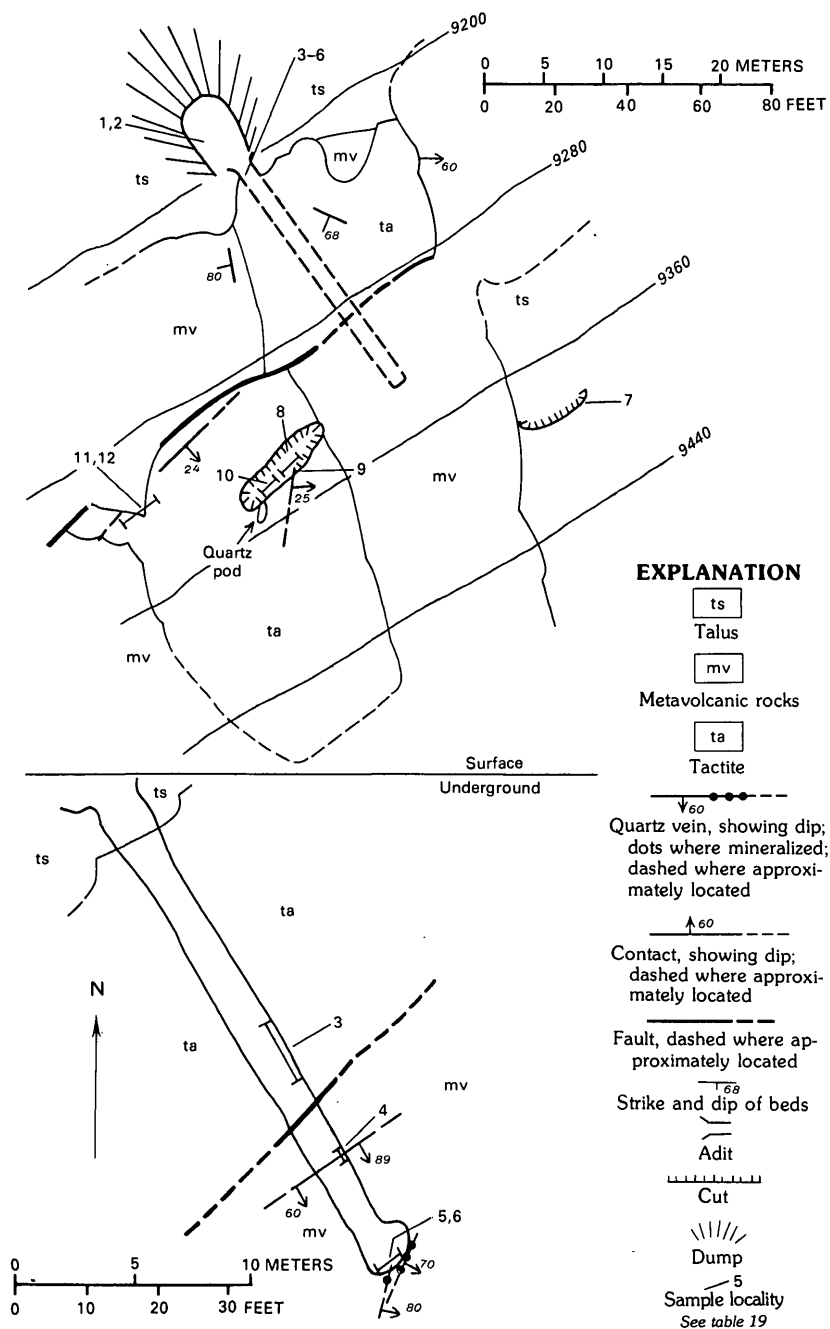 9200
3-6
ts
0 5 10 15 20 METERS
0 20 40 60 80 FEET
1,2
mv
60
9280
ts
ta
68
80
9360
ts
mv
8
7
11,12
24
10
9
mv
9440
25
Quartz
pod
ta
mv
Surface
Underground
ts
ts
ta
N
3
ta
mv
4
89
60
mv
5,6
70
80
0 5 10 METERS
0 10 20 30 FEET
EXPLANATION
ts
Talus
mv
Metavolcanic rocks
ta
Tactite
60
Quartz vein, showing dip;
dots where mineralized;
dashed where approxi-
mately located
60
Contact, showing dip;
dashed where approxi-
mately located
Fault, dashed where ap-
proximately located
68
Strike and dip of beds
Adit
Cut
Dump
5
Sample locality
See table 19